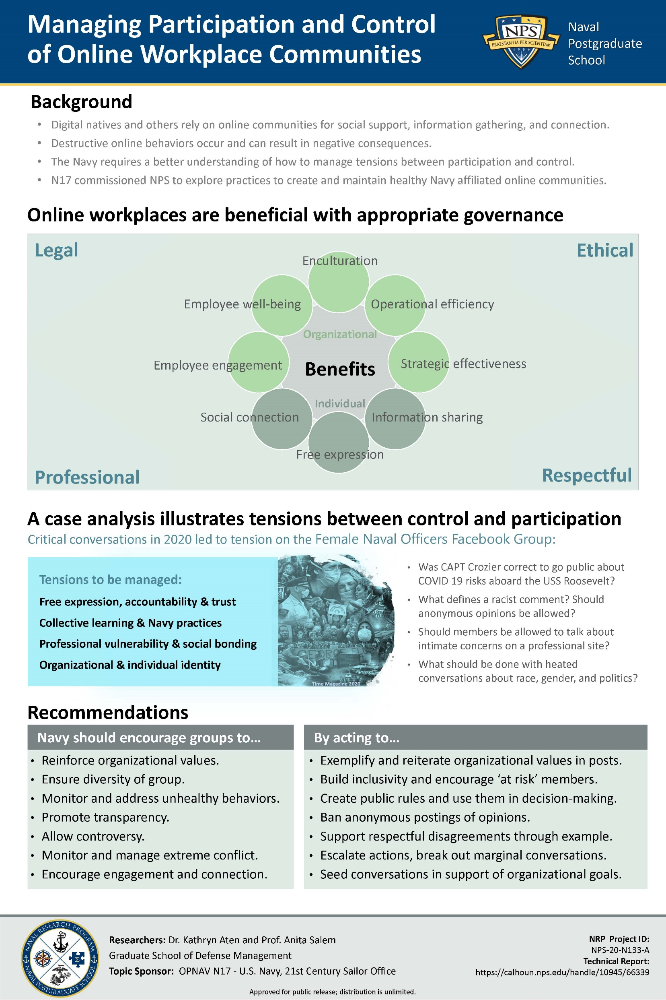 Managing Participation and Control
of Online Workplace Communities
NPS
PRAESTANTIA PER SCIENTIAM
1909
Naval
Postgraduate
School
Background
• Digital natives and others rely on online communities for social support, information gathering, and connection.
• Destructive online behaviors occur and can result in negative consequences.
• The Navy requires a better understanding of how to manage tensions between participation and control.
• N17 commissioned NPS to explore practices to create and maintain healthy Navy affiliated online communities.
Online workplaces are beneficial with appropriate governance
Legal
Ethical
Enculturation
Employee well-being
Operational efficiency
Organizational
Employee engagement
Benefits
Strategic effectiveness
Individual
Social connection
Information sharing
Free expression
Professional
Respectful
A case analysis illustrates tensions between control and participation
Critical conversations in 2020 led to tension on the Female Naval Officers Facebook Group:
Tensions to be managed:
Free expression, accountability & trust
Collective learning & Navy practices
Professional vulnerability & social bonding
Organizational & individual identity
Time Magazine 2020
• Was CAPT Crozier correct to go public about
COVID 19 risks aboard the USS Roosevelt?
• What defines a racist comment? Should
anonymous opinions be allowed?
• Should members be allowed to talk about
intimate concerns on a professional site?
• What should be done with heated
conversations about race, gender, and politics?
Recommendations
Navy should encourage groups to...
• Reinforce organizational values.
• Ensure diversity of group.
• Monitor and address unhealthy behaviors.
• Promote transparency.
• Allow controversy.
• Monitor and manage extreme conflict.
• Encourage engagement and connection.
By acting to...
• Exemplify and reiterate organizational values in posts.
• Build inclusivity and encourage ‘at risk’ members.
• Create public rules and use them in decision-making.
• Ban anonymous postings of opinions.
• Support respectful disagreements through example.
• Escalate actions, break out marginal conversations.
• Seed conversations in support of organizational goals.
NAVAL RESEARCH PROGRAM
NAVAL POSTGRADUATE SCHOOL
Σ
Researchers: Dr. Kathryn Aten and Prof. Anita Salem
Graduate School of Defense Management
Topic Sponsor: OPNAV N17 - U.S. Navy, 21st Century Sailor Office
NRP Project ID:
NPS-20-N133-A
Technical Report:
https://calhoun.nps.edu/handle/10945/66339
Approved for public release; distribution is unlimited.